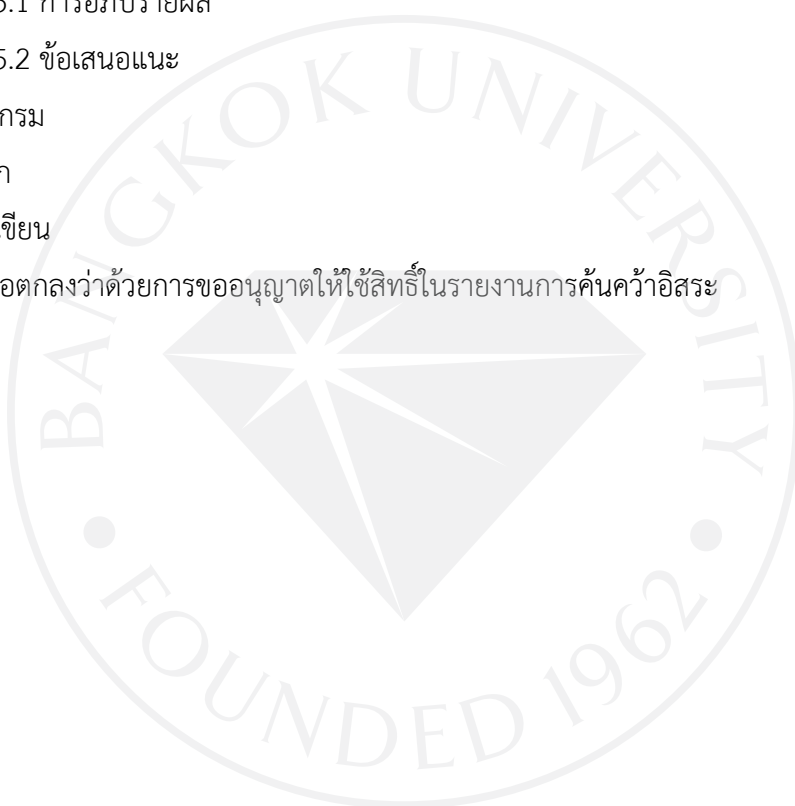 5.1 การอภิปรายผล
5.2 ข้อเสนอแนะ
กรม
ก
เขียน
อตกลงว่าด้วยการขออนุญาตให้ใช้สิทธิ์ในรายงานการค้นคว้าอิสระ
BANGKOK UNIVERSITY
• FOUNDED 1962 •